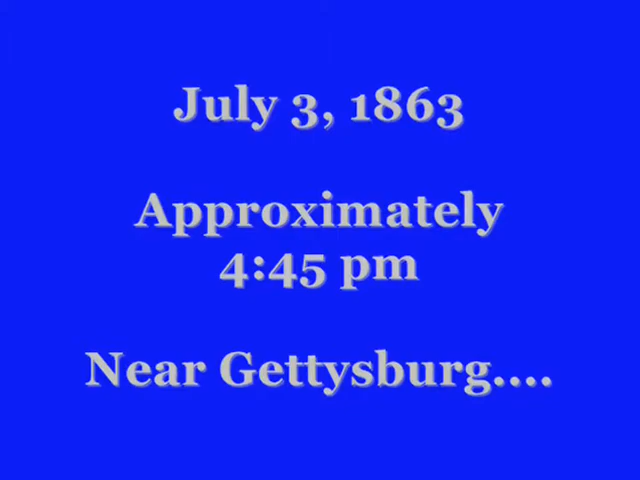 July 3, 1863
Approximately
4:45 pm
Near Gettysburg....